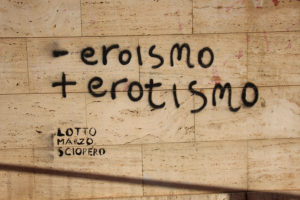 - eroismo
+ erotismo
LOTTO
MARZO
SCIOPERO